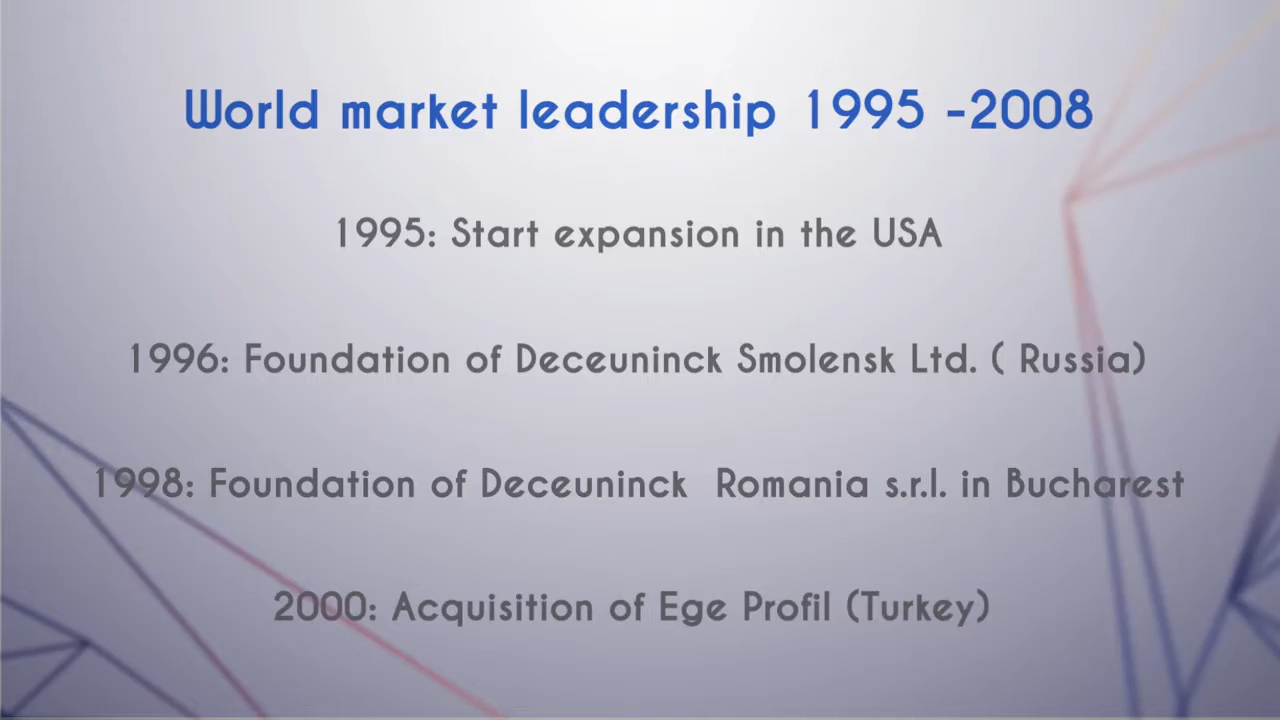 World market leadership 1995 -2008
1995: Start expansion in the USA
1996: Foundation of Deceuninck Smolensk Ltd. ( Russia)
1998: Foundation of Deceuninck  Romania s.r.l. in Bucharest
2000: Acquisition of Ege Profil (Turkey)